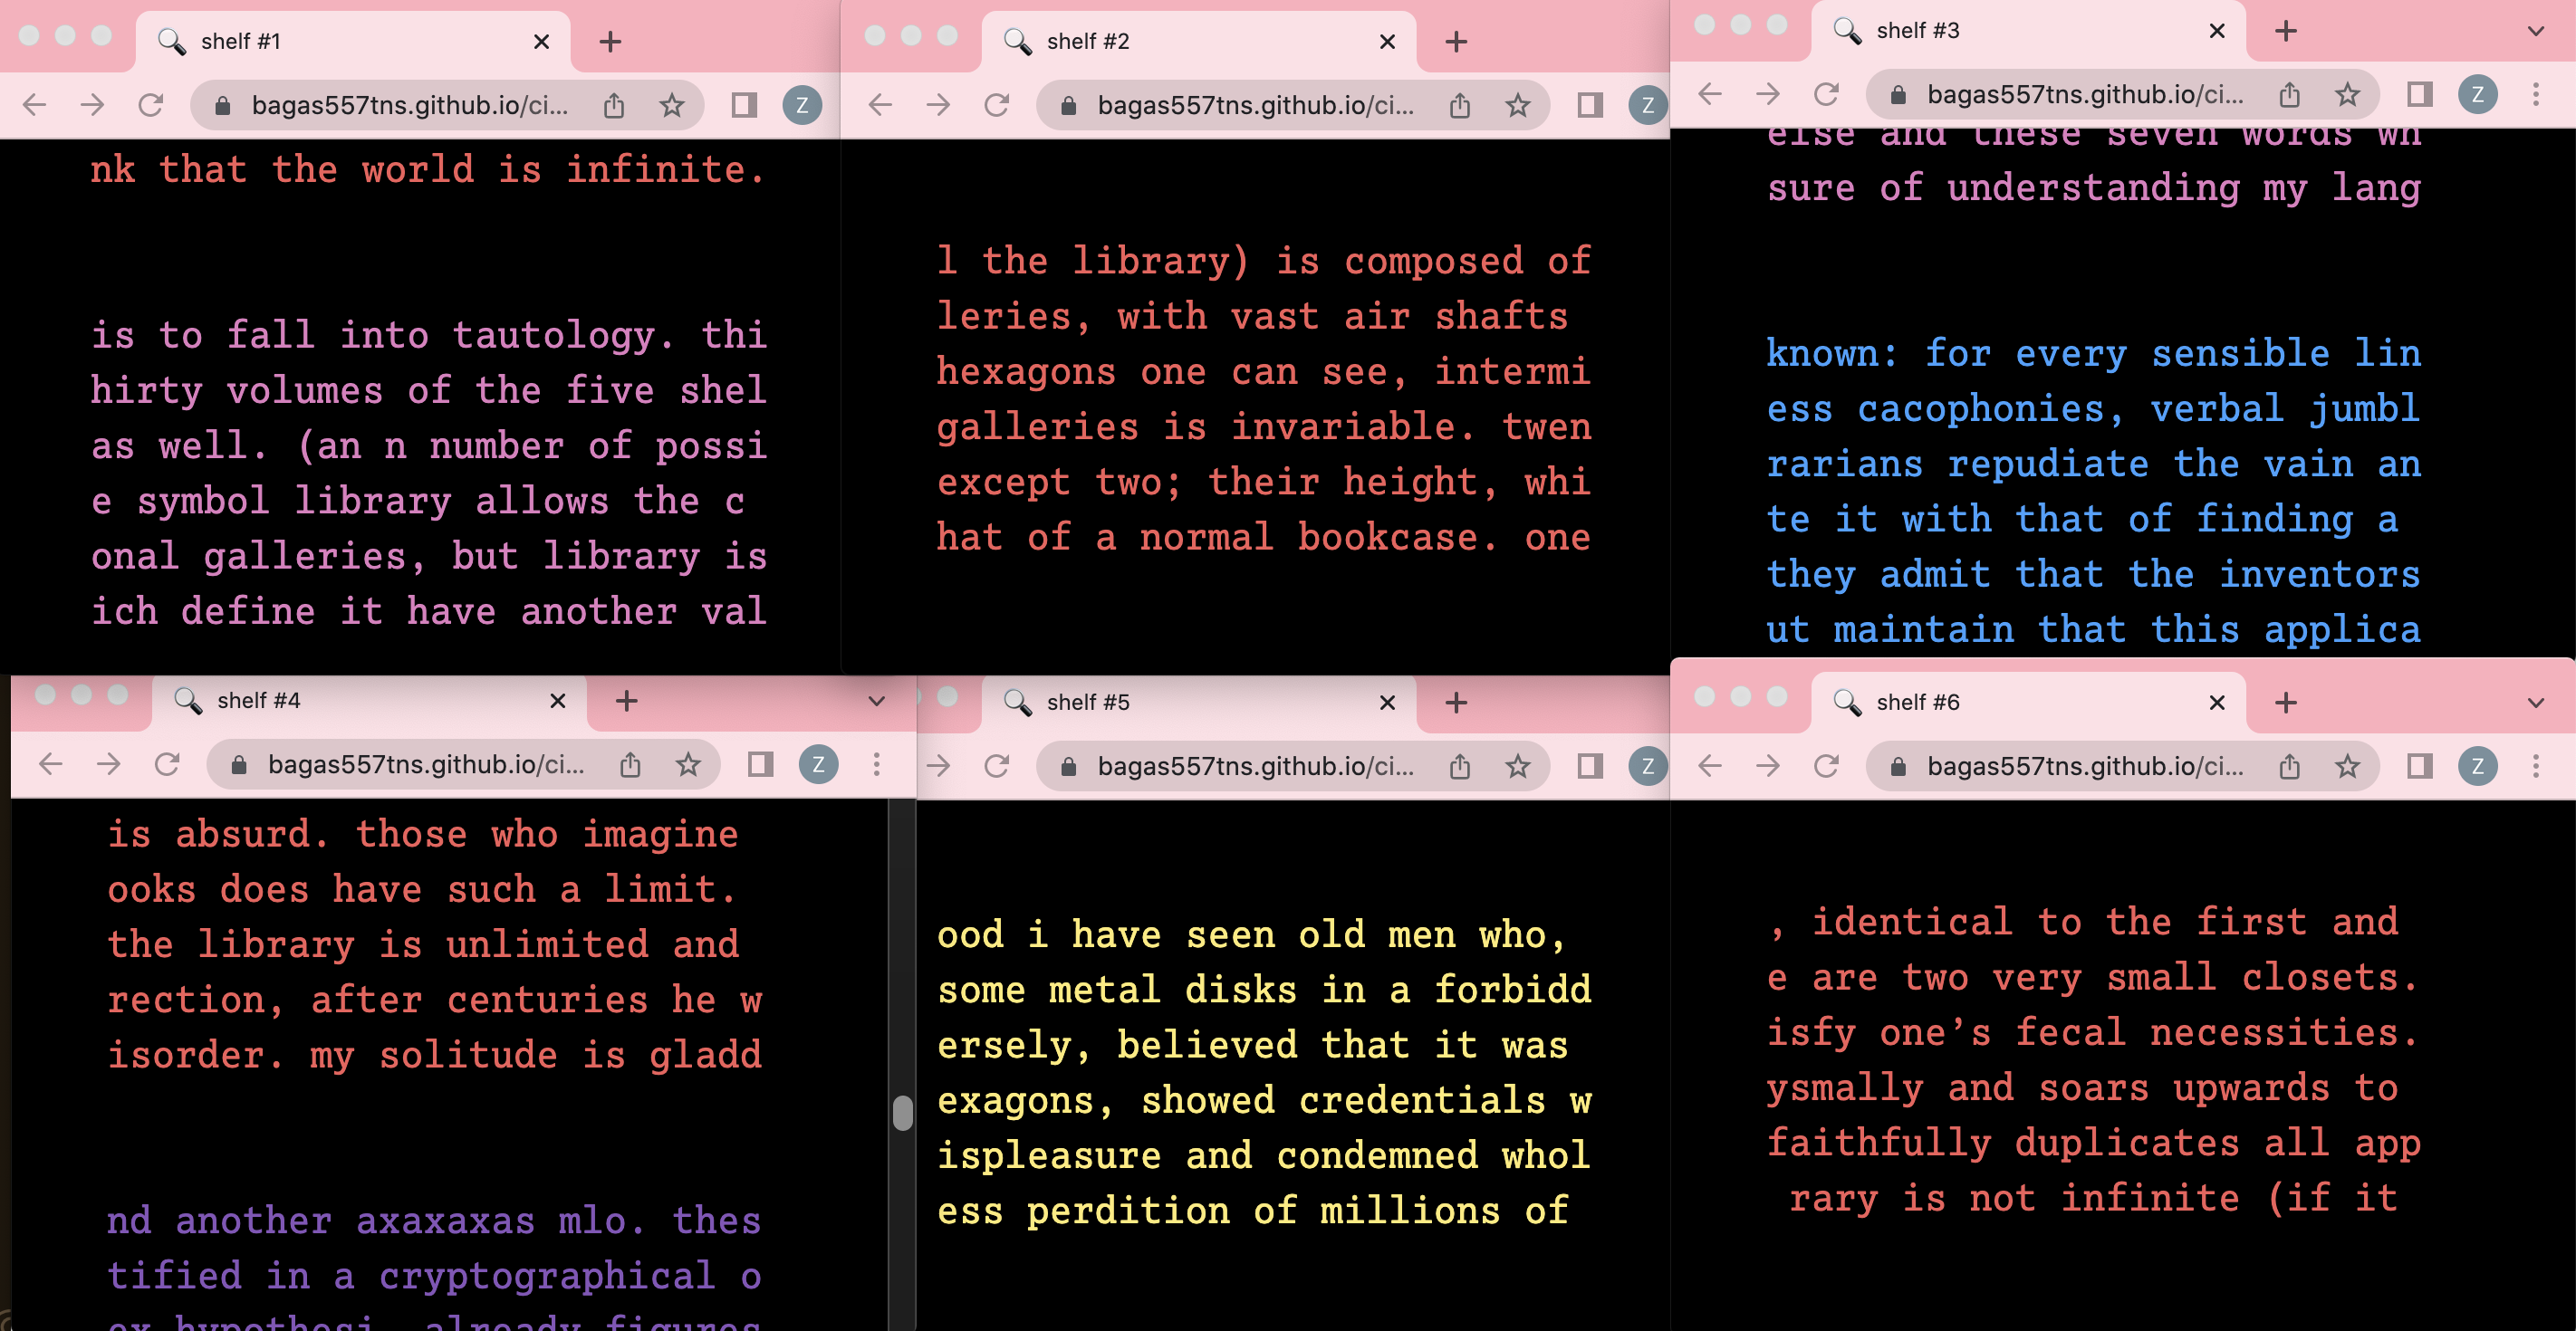 shelf #1
bagas557tns.github.io/ci...
Z
nk that the world is infinite.
is to fall into tautology. thi
hirty volumes of the five shel
as well. (an n number of possi
e symbol library allows the c
onal galleries, but library is
ich define it have another val
shelf #2
bagas557tns.github.io/ci...
Z
l the library) is composed of
leries, with vast air shafts
hexagons one can see, intermi
galleries is invariable. twen
except two; their height, whi
hat of a normal bookcase. one
shelf #3
bagas557tns.github.io/ci...
Z
else and these seven words wh
sure of understanding my lang
known: for every sensible lin
ess cacophonies, verbal jumbl
rarians repudiate the vain an
te it with that of finding a
they admit that the inventors
ut maintain that this applica
shelf #4
bagas557tns.github.io/ci...
Z
is absurd. those who imagine
ooks does have such a limit.
the library is unlimited and
rection, after centuries he w
isorder. my solitude is gladd
nd another axaxaxas mlo. thes
tified in a cryptographical o
ex hypothesi, already figures
shelf #5
bagas557tns.github.io/ci...
Z
ood i have seen old men who,
some metal disks in a forbidd
ersely, believed that it was
exagons, showed credentials w
ispleasure and condemned whol
ess perdition of millions of
shelf #6
bagas557tns.github.io/ci...
Z
, identical to the first and
e are two very small closets.
isfy one’s fecal necessities.
ysmally and soars upwards to
faithfully duplicates all app
rary is not infinite (if it